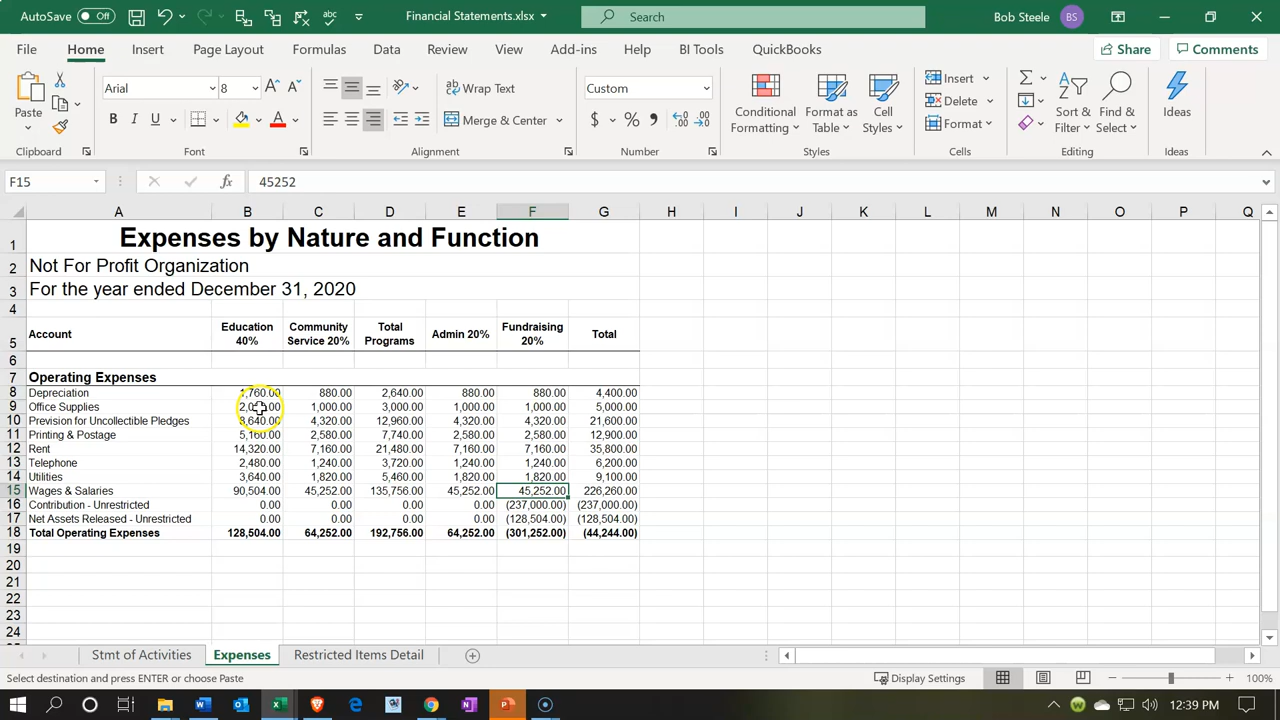 AutoSave Off Financial Statements.xlsx Search Bob Steele BS
File Home Insert Page Layout Formulas Data Review View Add-ins Help BI Tools QuickBooks Share Comments
Paste Arial 8 Wrap Text Custom Conditional Formatting Format as Table Cell Styles Insert Sort & Filter Find & Select Ideas
B I U A Merge & Center $ % Delete
Format
Clipboard Font Alignment Number Styles Cells Editing Ideas
F15 fx 45252
A B C D E F G H I J K L M N O P Q
1 Expenses by Nature and Function
2 Not For Profit Organization
3 For the year ended December 31, 2020
4
5 Account Education 40% Community Service 20% Total Programs Admin 20% Fundraising 20% Total
6
7 Operating Expenses
8 Depreciation 1,760.00 880.00 2,640.00 880.00 880.00 4,400.00
9 Office Supplies 1,000.00 3,000.00 1,000.00 1,000.00 5,000.00
10 Provision for Uncollectible Pledges 8,640.00 4,320.00 12,960.00 4,320.00 4,320.00 21,600.00
11 Printing & Postage 5,160.00 2,580.00 7,740.00 2,580.00 2,580.00 12,900.00
12 Rent 14,320.00 7,160.00 21,480.00 7,160.00 7,160.00 35,800.00
13 Telephone 2,480.00 1,240.00 3,720.00 1,240.00 1,240.00 6,200.00
14 Utilities 3,640.00 1,820.00 5,460.00 1,820.00 1,820.00 9,100.00
15 Wages & Salaries 90,504.00 45,252.00 135,756.00 45,252.00 45,252.00 226,260.00
16 Contribution - Unrestricted 0.00 0.00 0.00 0.00 (237,000.00) (237,000.00)
17 Net Assets Released - Unrestricted 0.00 0.00 0.00 0.00 (128,504.00) (128,504.00)
18 Total Operating Expenses 128,504.00 64,252.00 192,756.00 64,252.00 (301,252.00) (44,244.00)
19
20
21
22
23
24
Stmt of Activities Expenses Restricted Items Detail
Select destination and press ENTER or choose Paste Display Settings 100%
12:39 PM